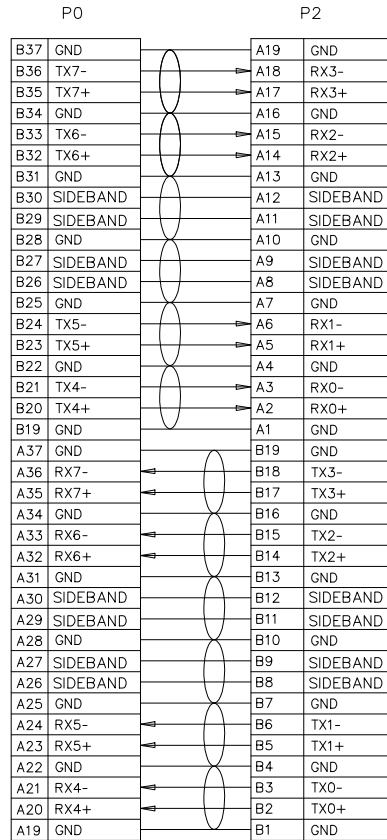 P0 P2
B37 GND A19 GND
B36 TX7- A18 RX3-
B35 TX7+ A17 RX3+
B34 GND A16 GND
B33 TX6- A15 RX2-
B32 TX6+ A14 RX2+
B31 GND A13 GND
B30 SIDEBAND A12 SIDEBAND
B29 SIDEBAND A11 SIDEBAND
B28 GND A10 GND
B27 SIDEBAND A9 SIDEBAND
B26 SIDEBAND A8 SIDEBAND
B25 GND A7 GND
B24 TX5- A6 RX1-
B23 TX5+ A5 RX1+
B22 GND A4 GND
B21 TX4- A3 RX0-
B20 TX4+ A2 RX0+
B19 GND A1 GND
A37 GND B19 GND
A36 RX7- B18 TX3-
A35 RX7+ B17 TX3+
A34 GND B16 GND
A33 RX6- B15 TX2-
A32 RX6+ B14 TX2+
A31 GND B13 GND
A30 SIDEBAND B12 SIDEBAND
A29 SIDEBAND B11 SIDEBAND
A28 GND B10 GND
A27 SIDEBAND B9 SIDEBAND
A26 SIDEBAND B8 SIDEBAND
A25 GND B7 GND
A24 RX5- B6 TX1-
A23 RX5+ B5 TX1+
A22 GND B4 GND
A21 RX4- B3 TX0-
A20 RX4+ B2 TX0+
A19 GND B1 GND